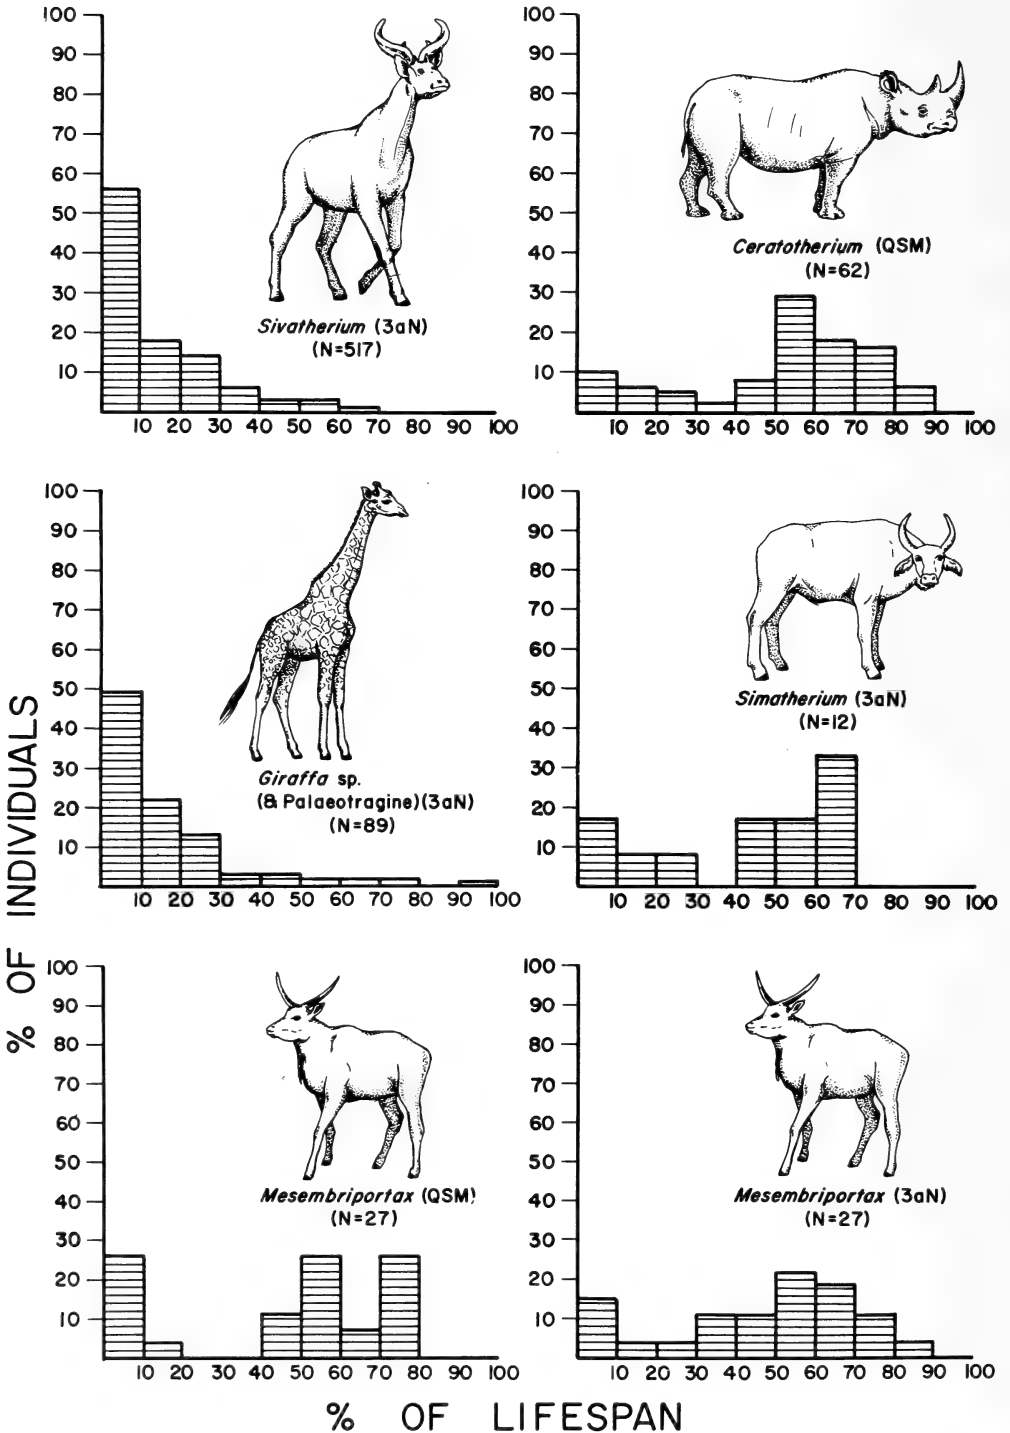 100
90
80
70
60
50
40
30
20
10
Sivatherium (3aN)
(N=517)
10 20 30 40 50 60 70 80 90 100
100
90
80
70
60
50
40
30
20
10
Ceratotherium (QSM)
(N=62)
10 20 30 40 50 60 70 80 90 100
100
90
80
70
60
50
40
30
20
10
Giraffa sp.
(& Palaeotragine)(3aN)
(N=89)
10 20 30 40 50 60 70 80 90 100
100
90
80
70
60
50
40
30
20
10
Simatherium (3aN)
(N=12)
10 20 30 40 50 60 70 80 90 100
100
90
80
70
60
50
40
30
20
10
Mesembriportax (QSM)
(N=27)
10 20 30 40 50 60 70 80 90 100
100
90
80
70
60
50
40
30
20
10
Mesembriportax (3aN)
(N=27)
10 20 30 40 50 60 70 80 90 100
% OF INDIVIDUALS
% OF LIFESPAN